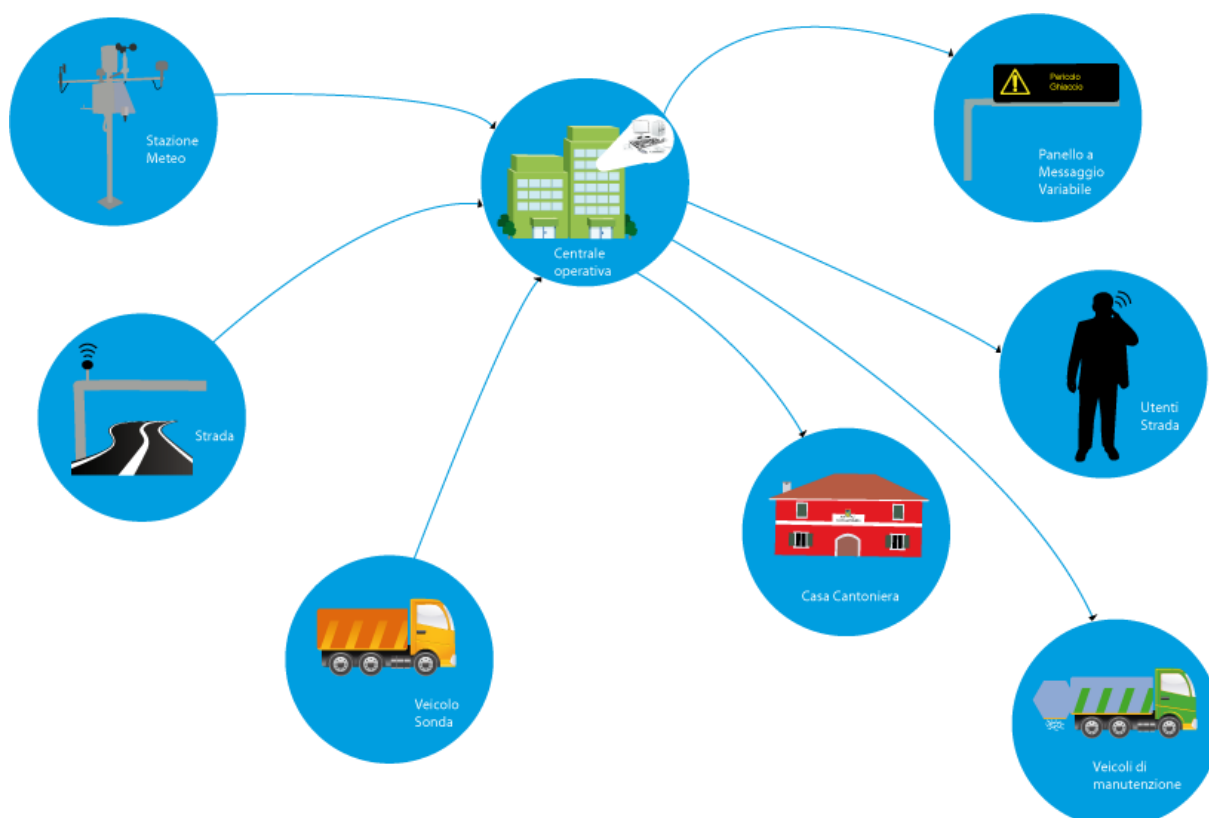 Stazione
Meteo
Pericolo
Ghiaccio
Panello a
Messaggio
Variabile
Centrale
operativa
Strada
Utenti
Strada
Casa Cantoniera
Veicolo
Sonda
Veicoli di
manutenzione